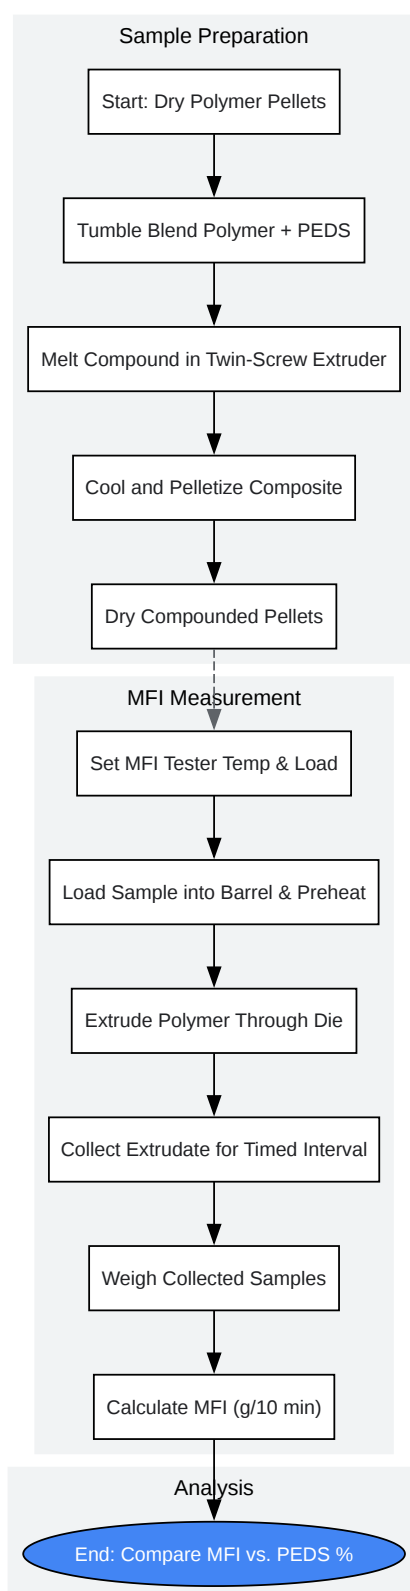 Sample Preparation
Start: Dry Polymer Pellets
Tumble Blend Polymer + PEDS
Melt Compound in Twin-Screw Extruder
Cool and Pelletize Composite
Dry Compounded Pellets
MFI Measurement
Set MFI Tester Temp & Load
Load Sample into Barrel & Preheat
Extrude Polymer Through Die
Collect Extrudate for Timed Interval
Weigh Collected Samples
Calculate MFI (g/10 min)
Analysis
End: Compare MFI vs. PEDS %